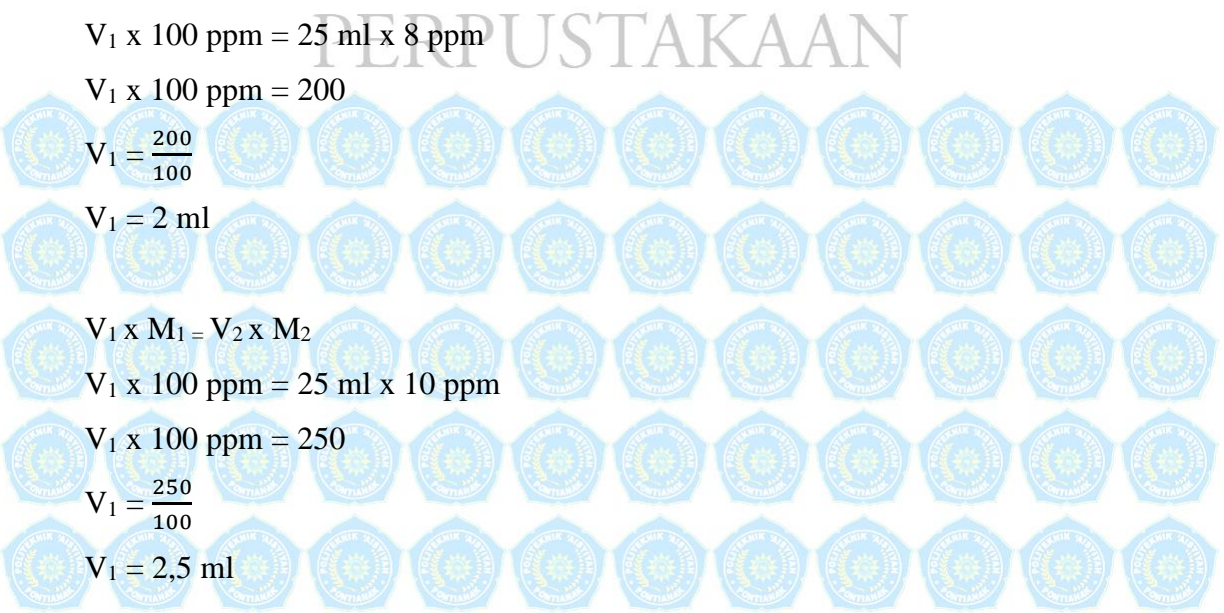 PERPUSTAKAAN
V₁ x 100 ppm = 25 ml x 8 ppm
V₁ x 100 ppm = 200
V₁ = 200/100
V₁ = 2 ml
V₁ x M₁ = V₂ x M₂
V₁ x 100 ppm = 25 ml x 10 ppm
V₁ x 100 ppm = 250
V₁ = 250/100
V₁ = 2,5 ml